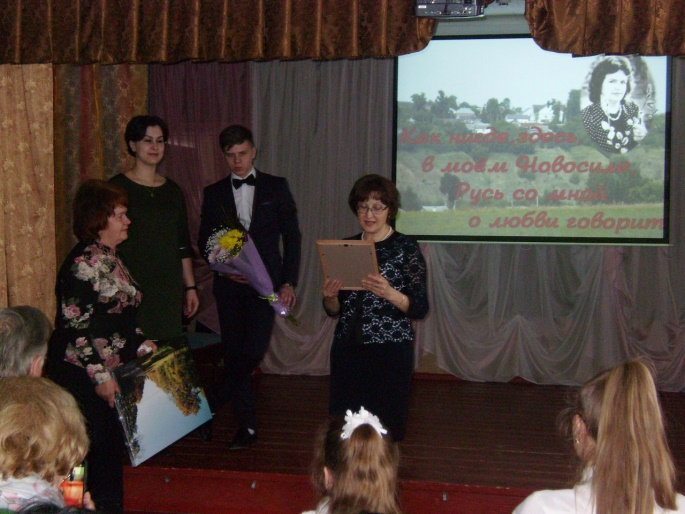 Как нигде здесь
в моём Новосиле
Русь со мной
о любви говорит